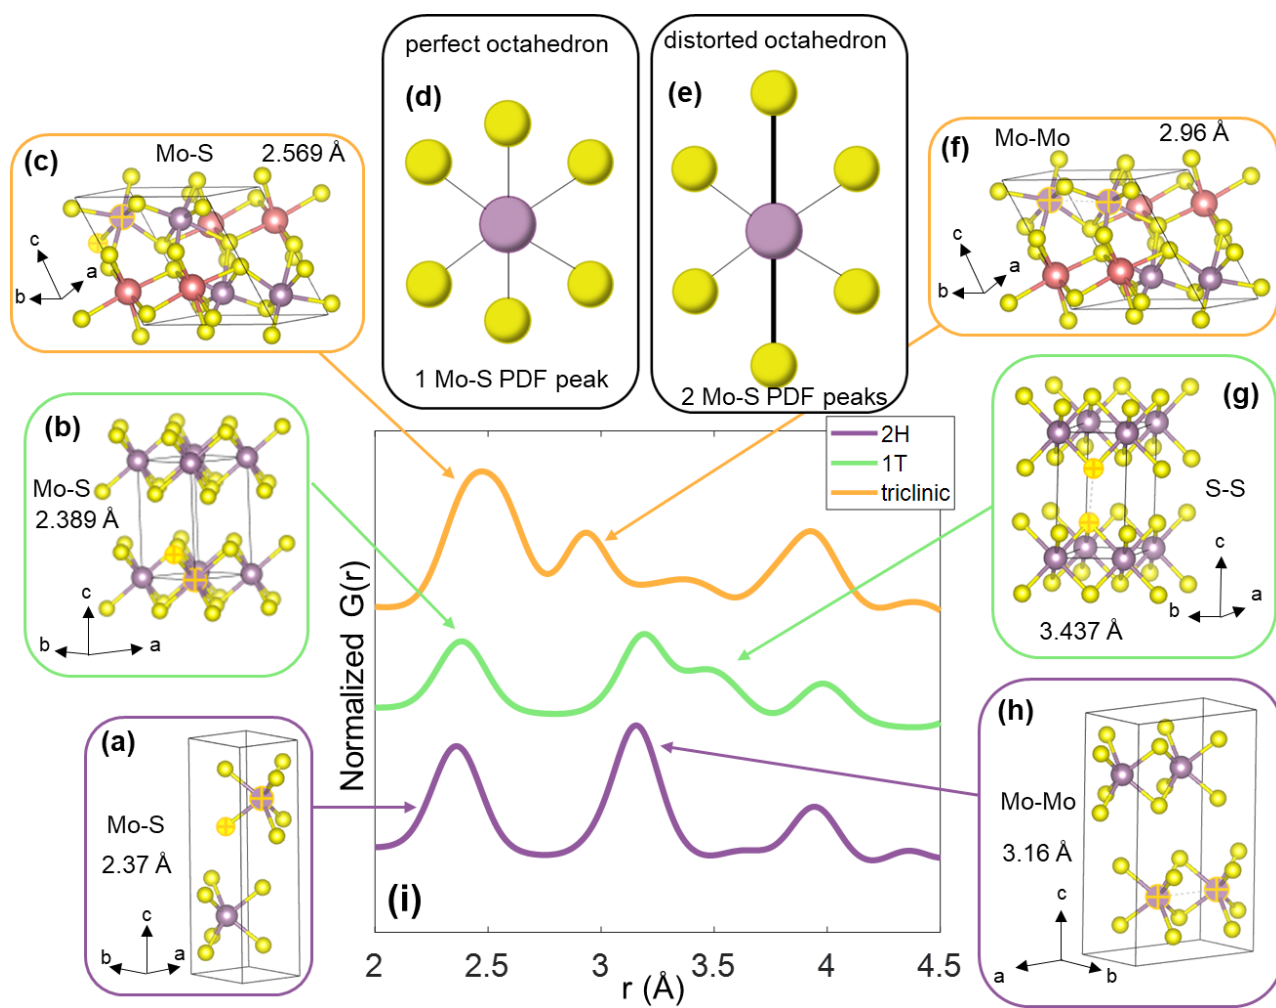 perfect octahedron
(d)
1 Mo-S PDF peak
distorted octahedron
(e)
2 Mo-S PDF peaks
(c)
Mo-S
2.569 Å
c
a
b
(f)
Mo-Mo
2.96 Å
c
a
b
(b)
Mo-S
2.389 Å
c
b
a
(g)
S-S
c
a
b
3.437 Å
(a)
Mo-S
2.37 Å
c
b
a
(h)
Mo-Mo
3.16 Å
c
a
b
2H
1T
triclinic
Normalized G(r)
(i)
2
2.5
3
3.5
4
4.5
r (Å)